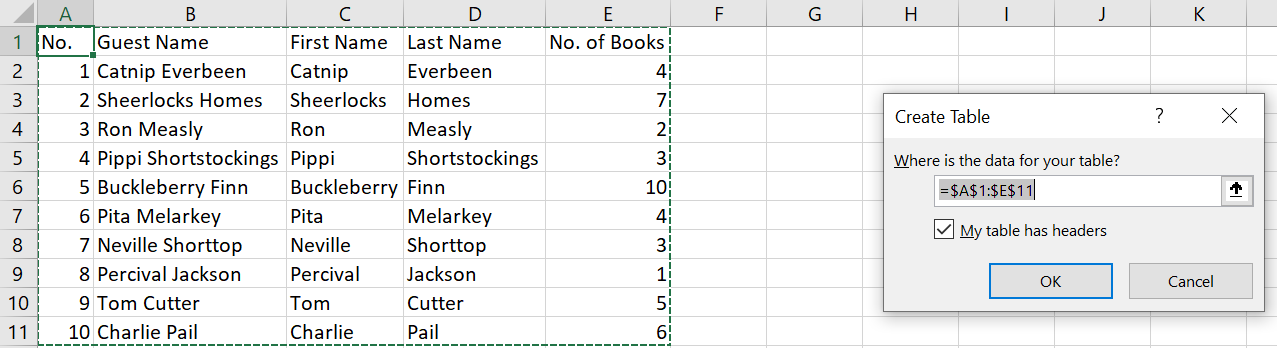 A B C D E F G H I J K
1 No. Guest Name First Name Last Name No. of Books
2 1 Catnip Everbeen Catnip Everbeen 4
3 2 Sheerlocks Homes Sheerlocks Homes 7
4 3 Ron Measly Ron Measly 2
5 4 Pippi Shortstockings Pippi Shortstockings 3
6 5 Buckleberry Finn Buckleberry Finn 10
7 6 Pita Melarkey Pita Melarkey 4
8 7 Neville Shorttop Neville Shorttop 3
9 8 Percival Jackson Percival Jackson 1
10 9 Tom Cutter Tom Cutter 5
11 10 Charlie Pail Charlie Pail 6
Create Table ?
Where is the data for your table?
=$A$1:$E$11
My table has headers
OK Cancel